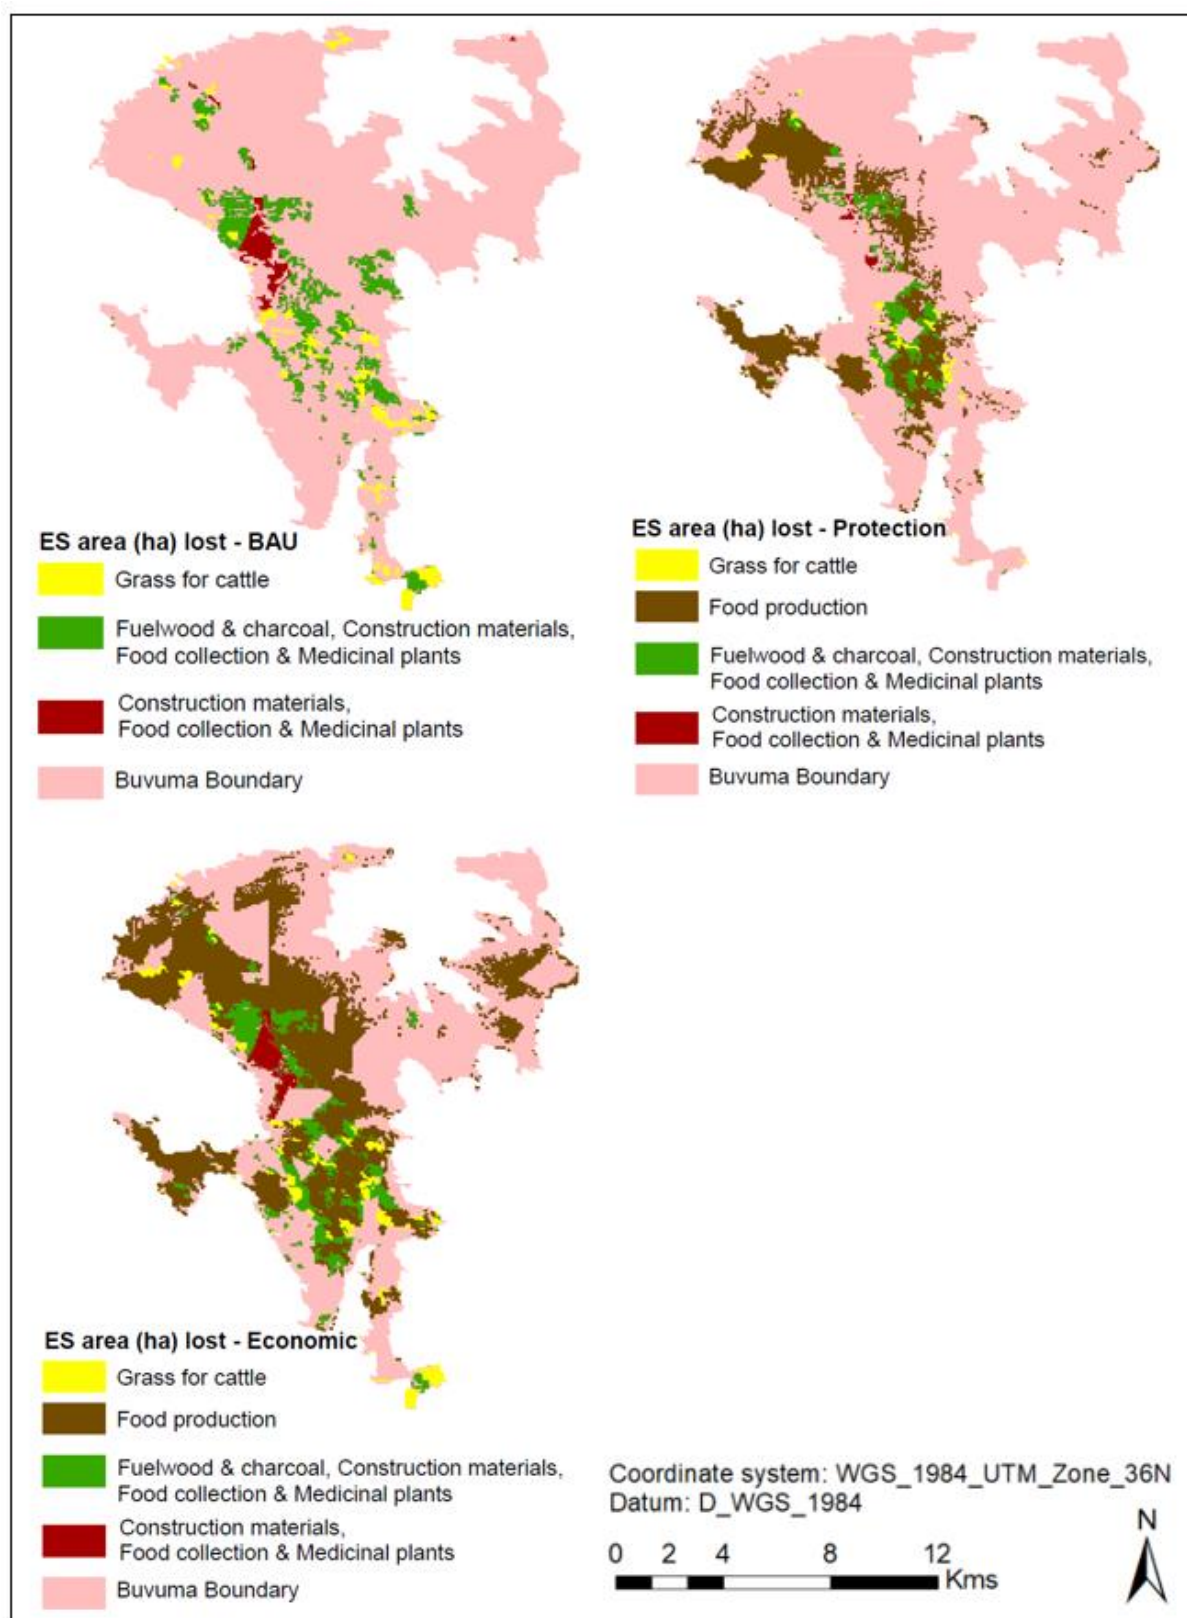 ES area (ha) lost - BAU
Grass for cattle
Fuelwood & charcoal, Construction materials,
Food collection & Medicinal plants
Construction materials,
Food collection & Medicinal plants
Buvuma Boundary
ES area (ha) lost - Protection
Grass for cattle
Food production
Fuelwood & charcoal, Construction materials,
Food collection & Medicinal plants
Construction materials,
Food collection & Medicinal plants
Buvuma Boundary
ES area (ha) lost - Economic
Grass for cattle
Food production
Fuelwood & charcoal, Construction materials,
Food collection & Medicinal plants
Construction materials,
Food collection & Medicinal plants
Buvuma Boundary
Coordinate system: WGS_1984_UTM_Zone_36N
Datum: D_WGS_1984
N
0 2 4 8 12
Kms